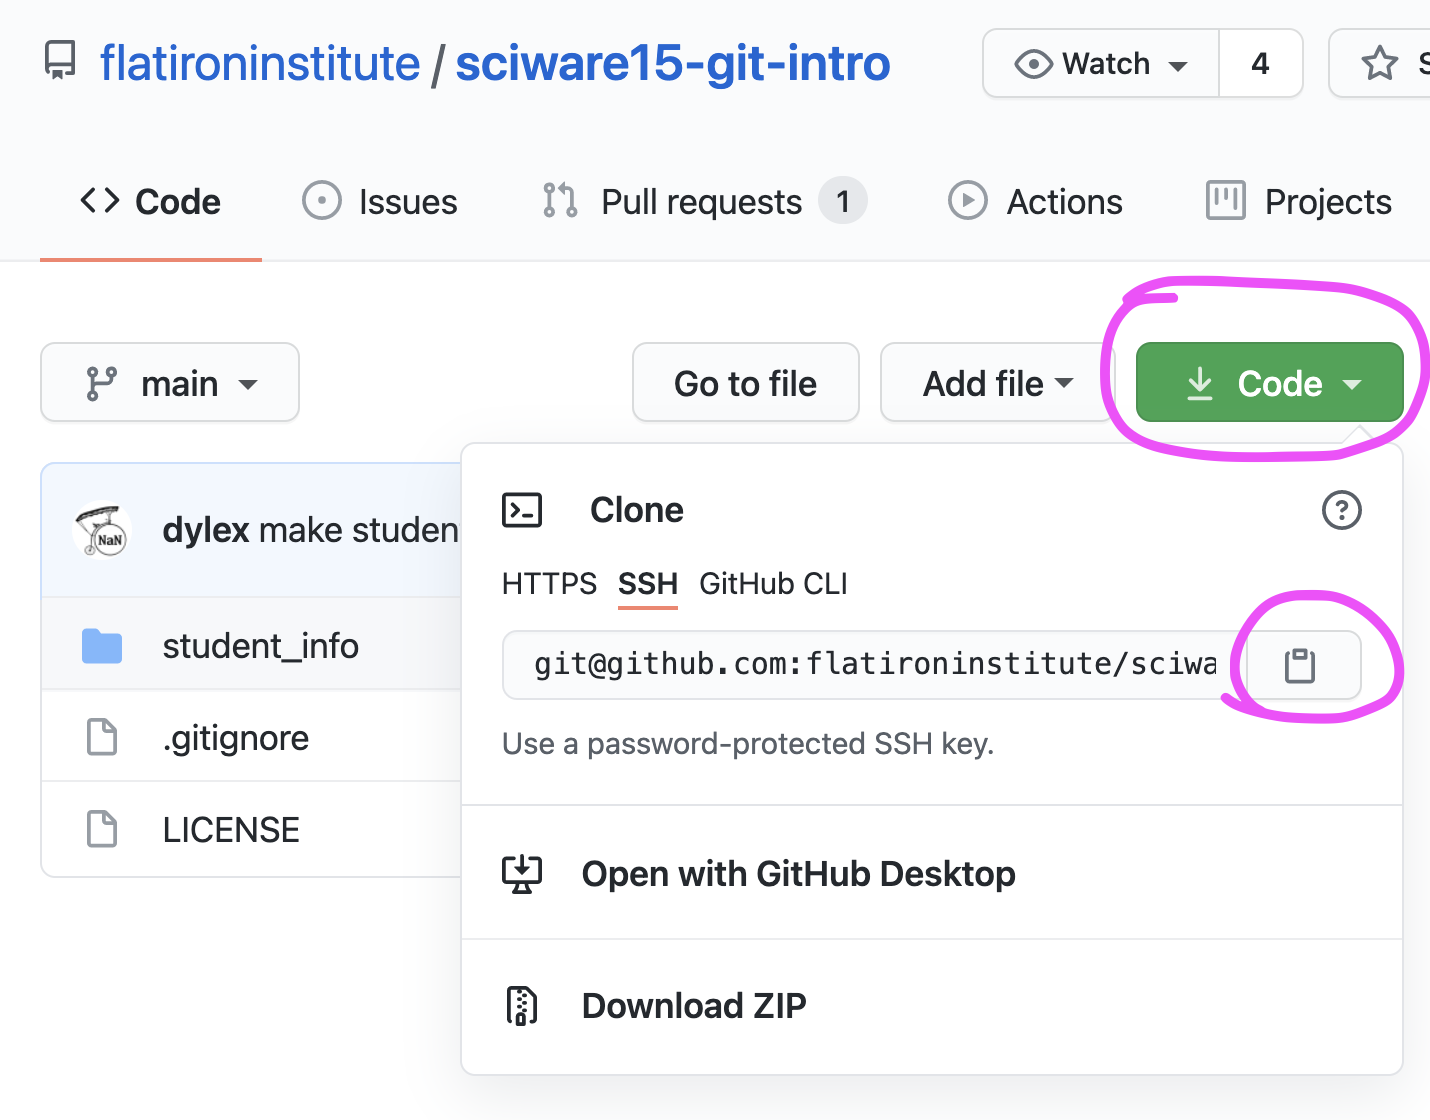 flatironinstitute / sciware15-git-intro
Watch 4
Code Issues Pull requests 1 Actions Projects
main Go to file Add file Code
NaN
dylex make studen
student_info
.gitignore
LICENSE
Clone
HTTPS SSH GitHub CLI
git@github.com:flatironinstitute/sciwa
Use a password-protected SSH key.
Open with GitHub Desktop
Download ZIP